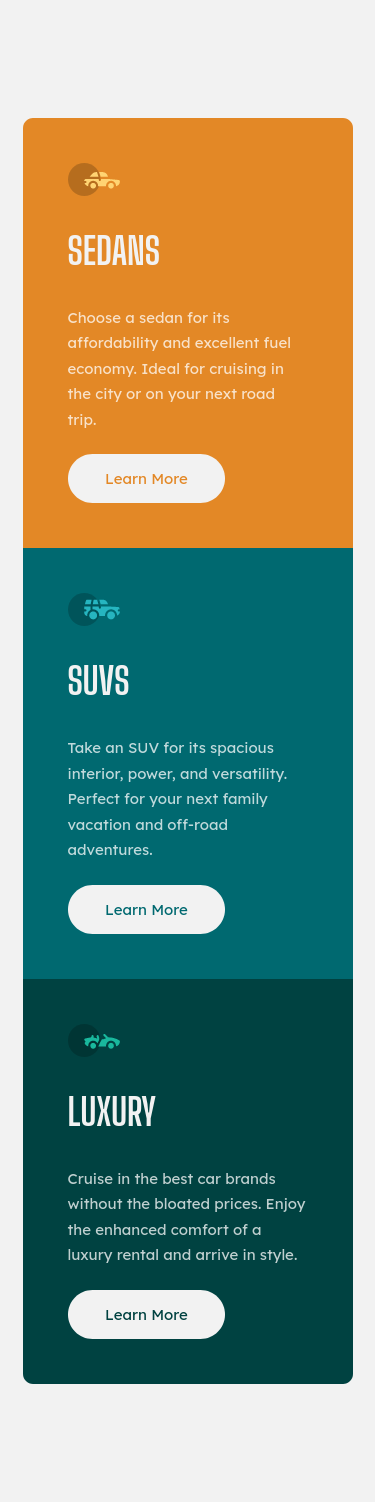 SEDANS
Choose a sedan for its
affordability and excellent fuel
economy. Ideal for cruising in
the city or on your next road
trip.
Learn More
SUVS
Take an SUV for its spacious
interior, power, and versatility.
Perfect for your next family
vacation and off-road
adventures.
Learn More
LUXURY
Cruise in the best car brands
without the bloated prices. Enjoy
the enhanced comfort of a
luxury rental and arrive in style.
Learn More